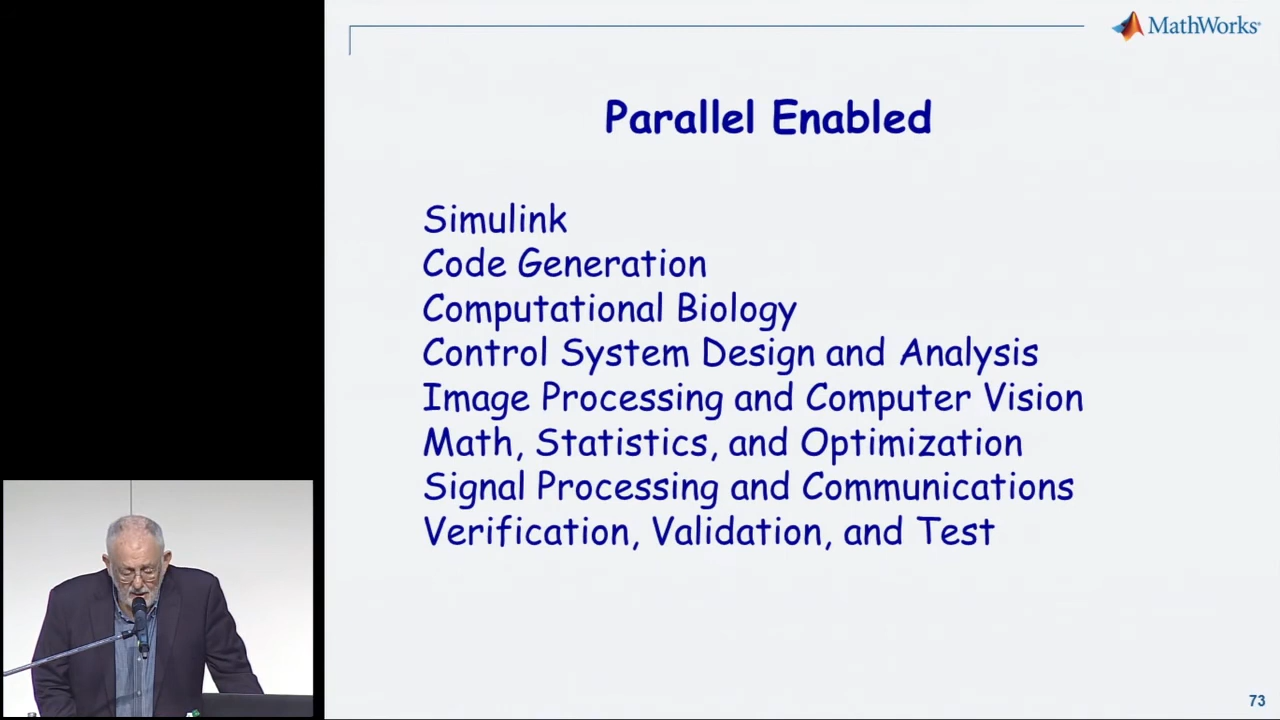 MathWorks
Parallel Enabled
Simulink
Code Generation
Computational Biology
Control System Design and Analysis
Image Processing and Computer Vision
Math, Statistics, and Optimization
Signal Processing and Communications
Verification, Validation, and Test
73